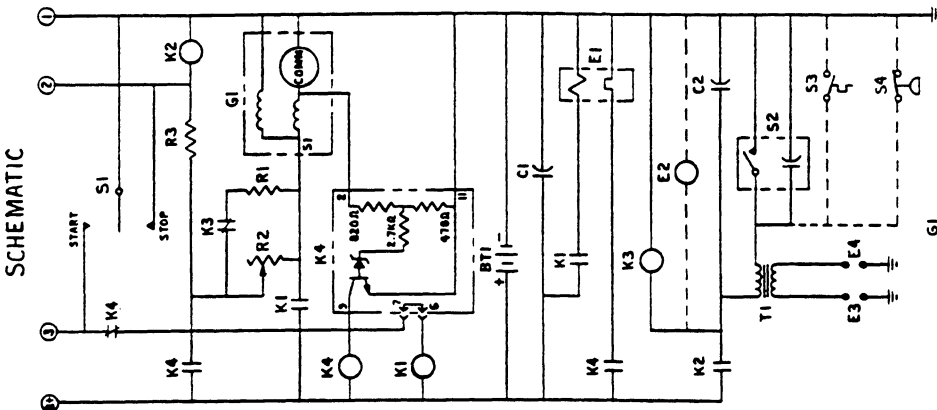 SCHEMATIC
1
2
3
B+
START
S1
STOP
K4
K4
K2
R3
K3
R1
R2
K1
G1
COMM
S1
K4
2
820Ω
2.7KΩ
470Ω
11
7
6
K4
K1
BT1
+
-
C1
K1
E1
K4
K3
E2
C2
K2
T1
S2
S3
S4
E4
E3
G1